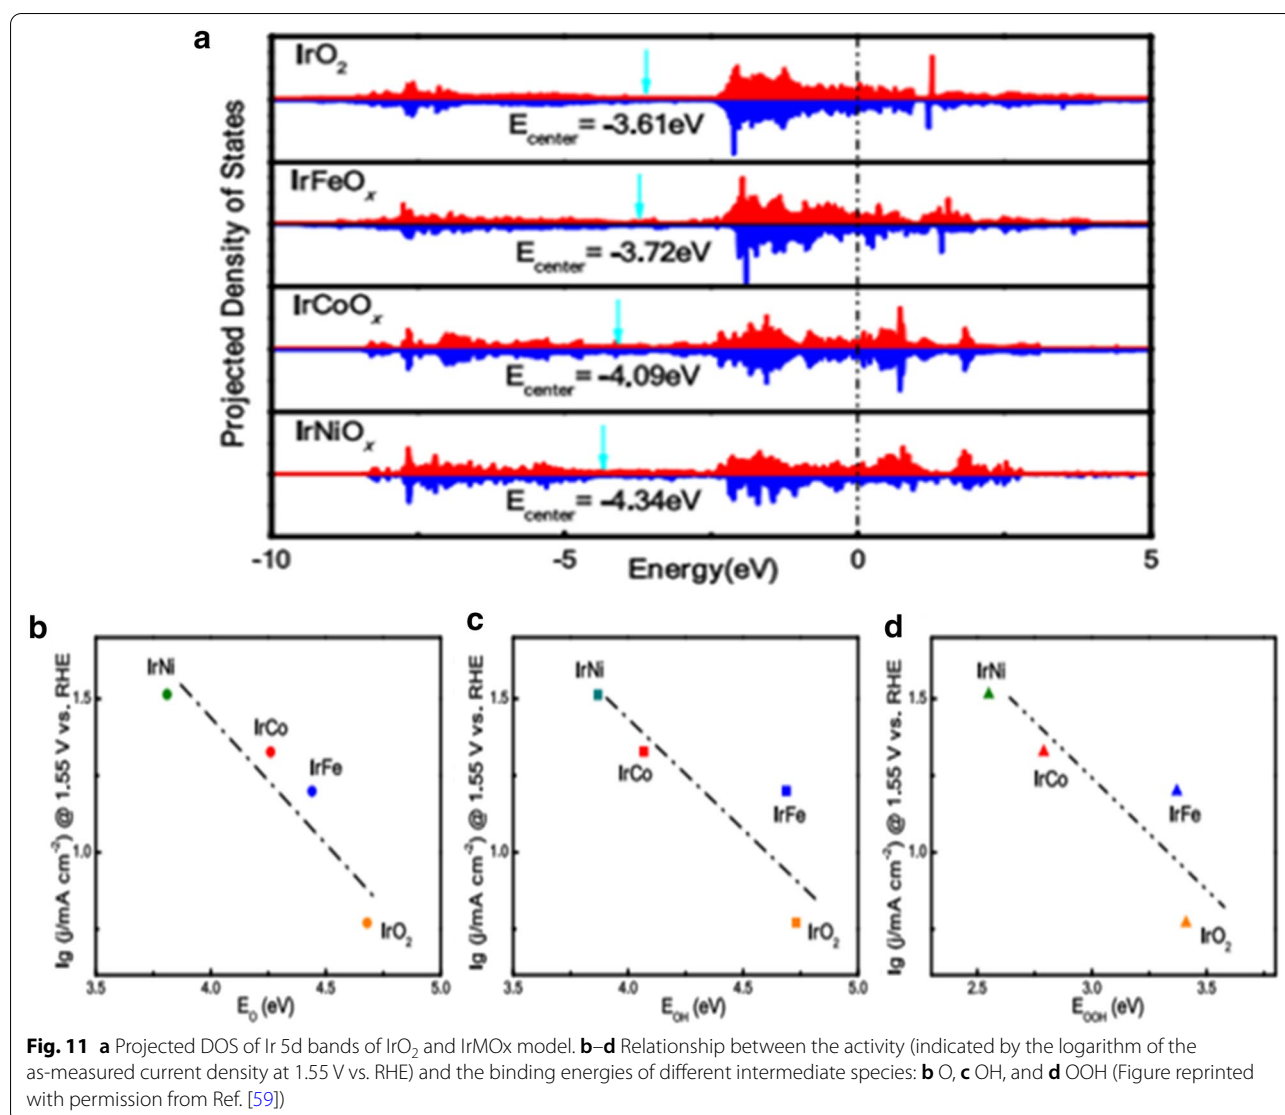 a
Projected Density of States
IrO₂
E_center = -3.61eV
IrFeOₓ
E_center = -3.72eV
IrCoOₓ
E_center = -4.09eV
IrNiOₓ
E_center = -4.34eV
-10 -5 0 5
Energy(eV)
b
lg (j/mA cm⁻²) @ 1.55 V vs. RHE
1.5
1.0
IrNi
IrCo
IrFe
IrO₂
3.5 4.0 4.5 5.0
E_O (eV)
c
lg (j/mA cm⁻²) @ 1.55 V vs. RHE
1.5
1.0
IrNi
IrCo
IrFe
IrO₂
3.5 4.0 4.5 5.0
E_OH (eV)
d
lg (j/mA cm⁻²) @ 1.55 V vs. RHE
1.5
1.0
IrNi
IrCo
IrFe
IrO₂
2.5 3.0 3.5
E_OOH (eV)
Fig. 11 a Projected DOS of Ir 5d bands of IrO₂ and IrMOx model. b–d Relationship between the activity (indicated by the logarithm of the
as-measured current density at 1.55 V vs. RHE) and the binding energies of different intermediate species: b O, c OH, and d OOH (Figure reprinted
with permission from Ref. [59])